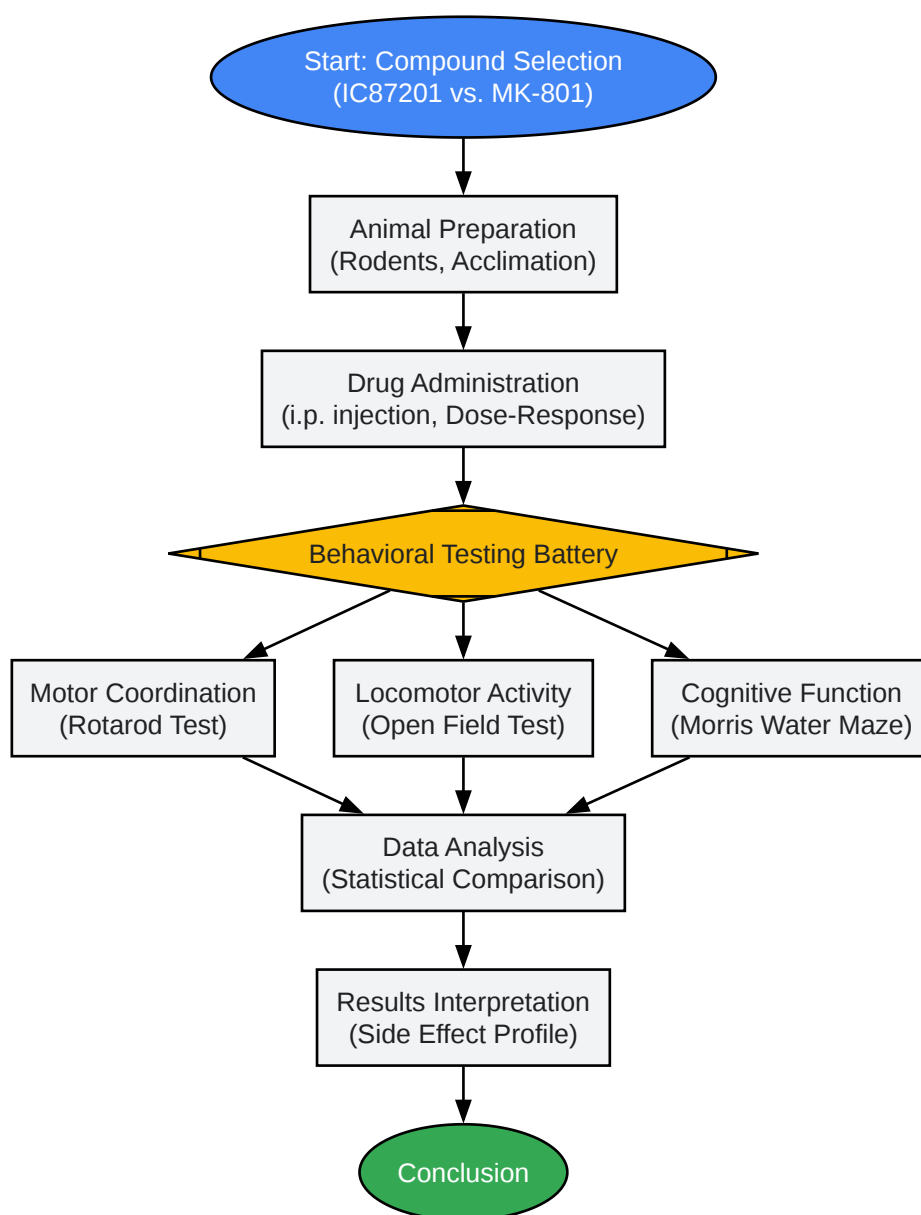 Start: Compound Selection
(IC87201 vs. MK-801)
Animal Preparation
(Rodents, Acclimation)
Drug Administration
(i.p. injection, Dose-Response)
Behavioral Testing Battery
Motor Coordination
(Rotarod Test)
Locomotor Activity
(Open Field Test)
Cognitive Function
(Morris Water Maze)
Data Analysis
(Statistical Comparison)
Results Interpretation
(Side Effect Profile)
Conclusion